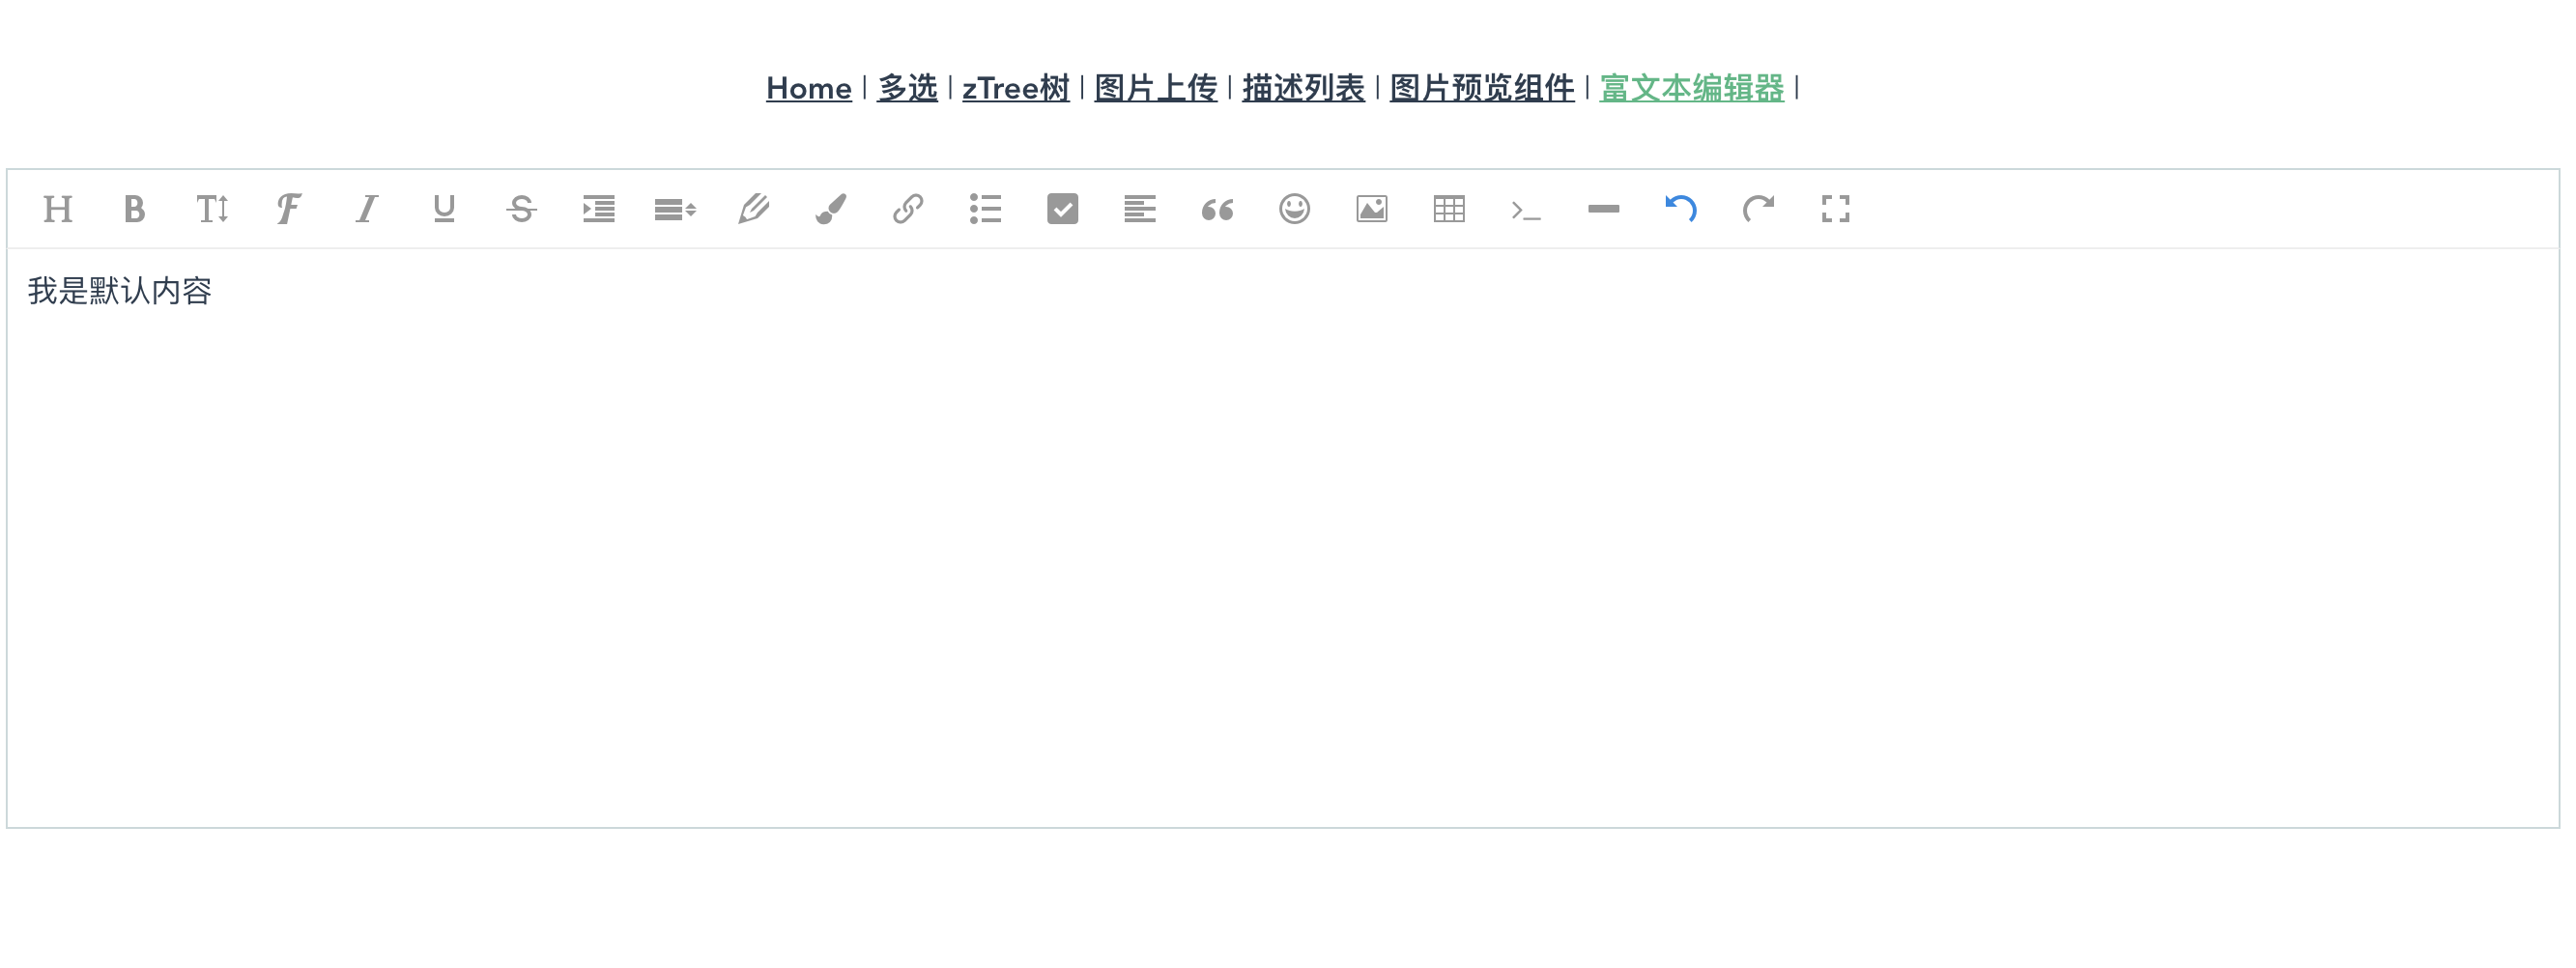 Home | 多选 | zTree树 | 图片上传 | 描述列表 | 图片预览组件 | 富文本编辑器 |
我是默认内容